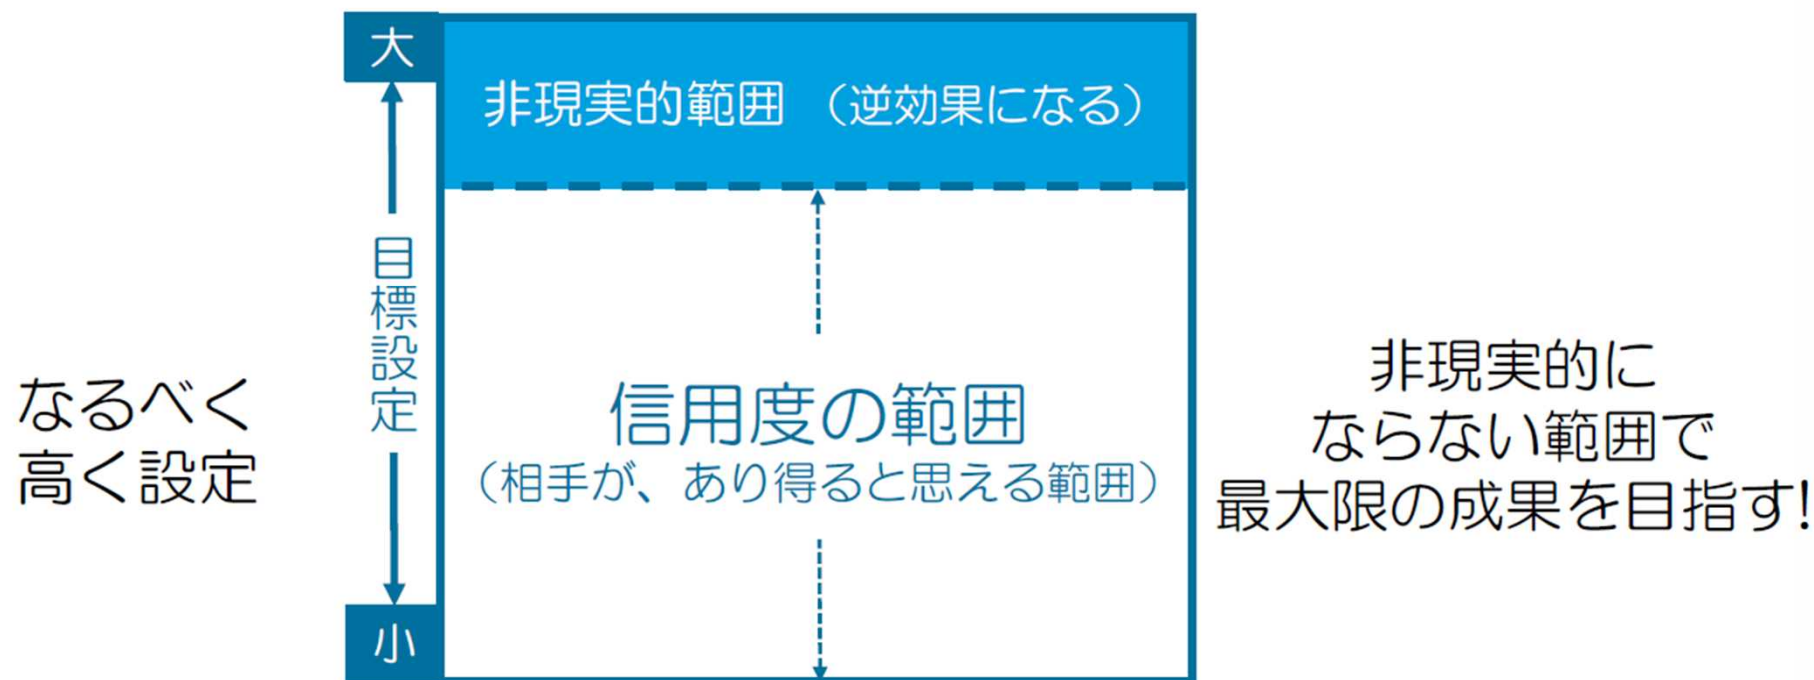 大
非現実的範囲 （逆効果になる）
目標設定
なるべく
高く設定
信用度の範囲
（相手が、あり得ると思える範囲）
非現実的に
ならない範囲で
最大限の成果を目指す!
小